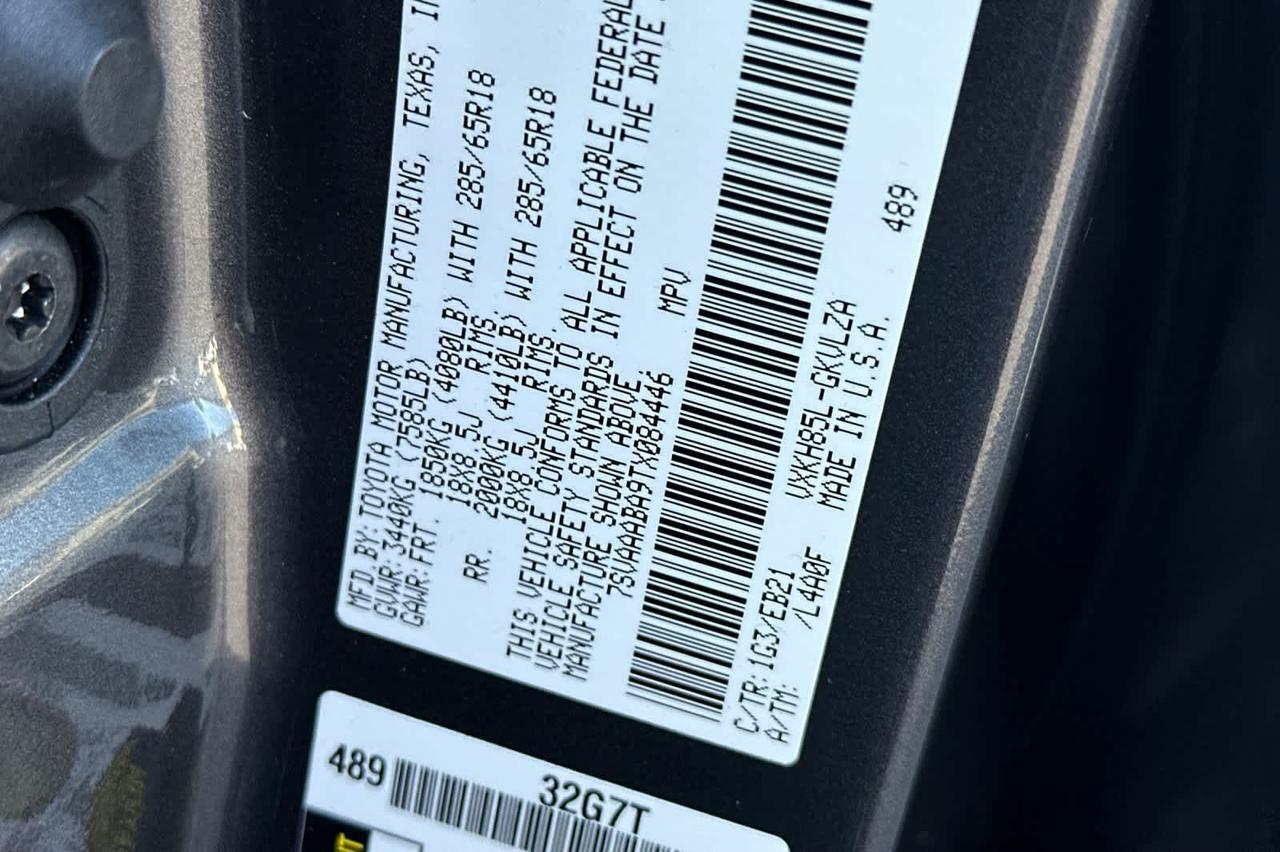 MFD.BY:TOYOTA MOTOR MANUFACTURING, TEXAS,
GVWR:3440KG (7585LB)
GAWR:FRT. 1850KG (4080LB) WITH 285/65R18
18X8.5J RIMS,
RR. 2000KG (4410LB) WITH 285/65R18
18X8.5J RIMS.
THIS VEHICLE CONFORMS TO ALL APPLICABLE FEDERAL
VEHICLE SAFETY STANDARDS IN EFFECT ON THE DATE
MANUFACTURE SHOWN ABOVE.
7SVAAABA9TX084446 MPV
C/TR:1G3/EB21 VXKH85L-GKVLZA 489
A/TM: /L4A0F MADE IN U.S.A.
489 32G7T